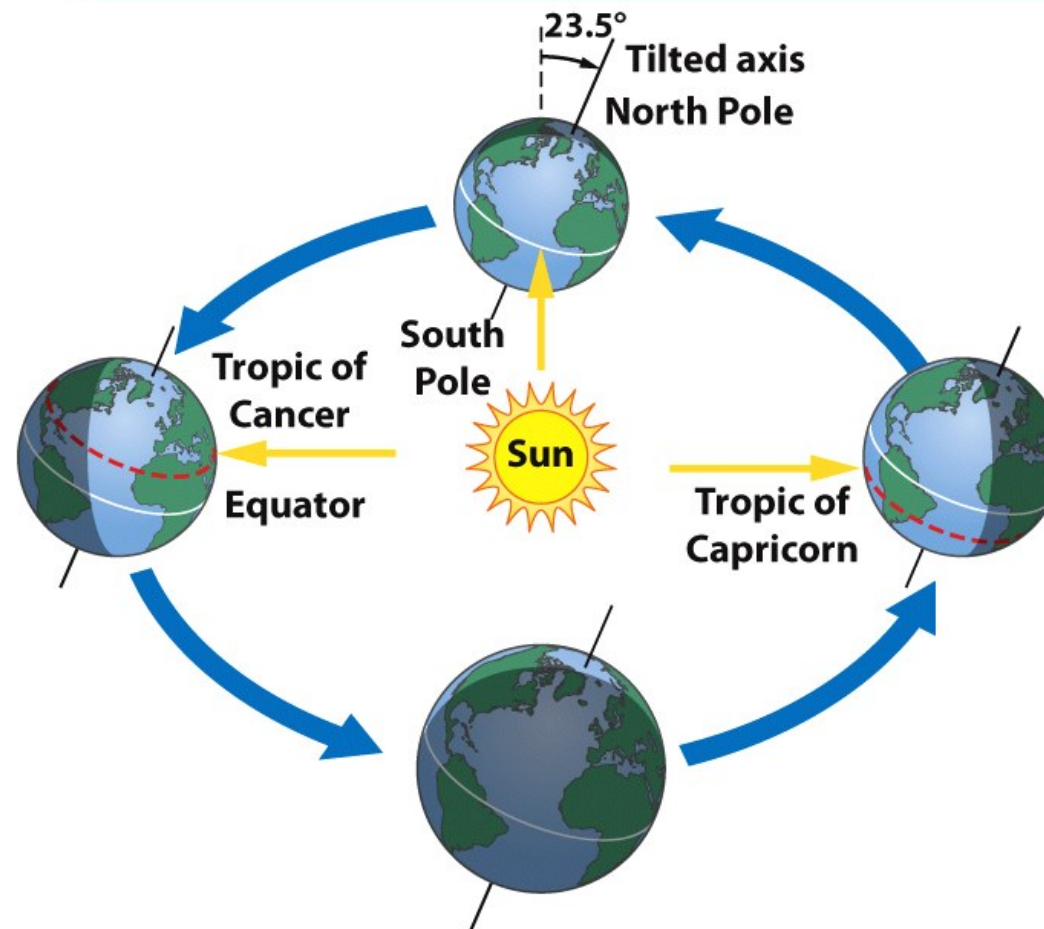 23.5°
Tilted axis
North Pole
South
Pole
Tropic of
Cancer
Equator
Sun
Tropic of
Capricorn